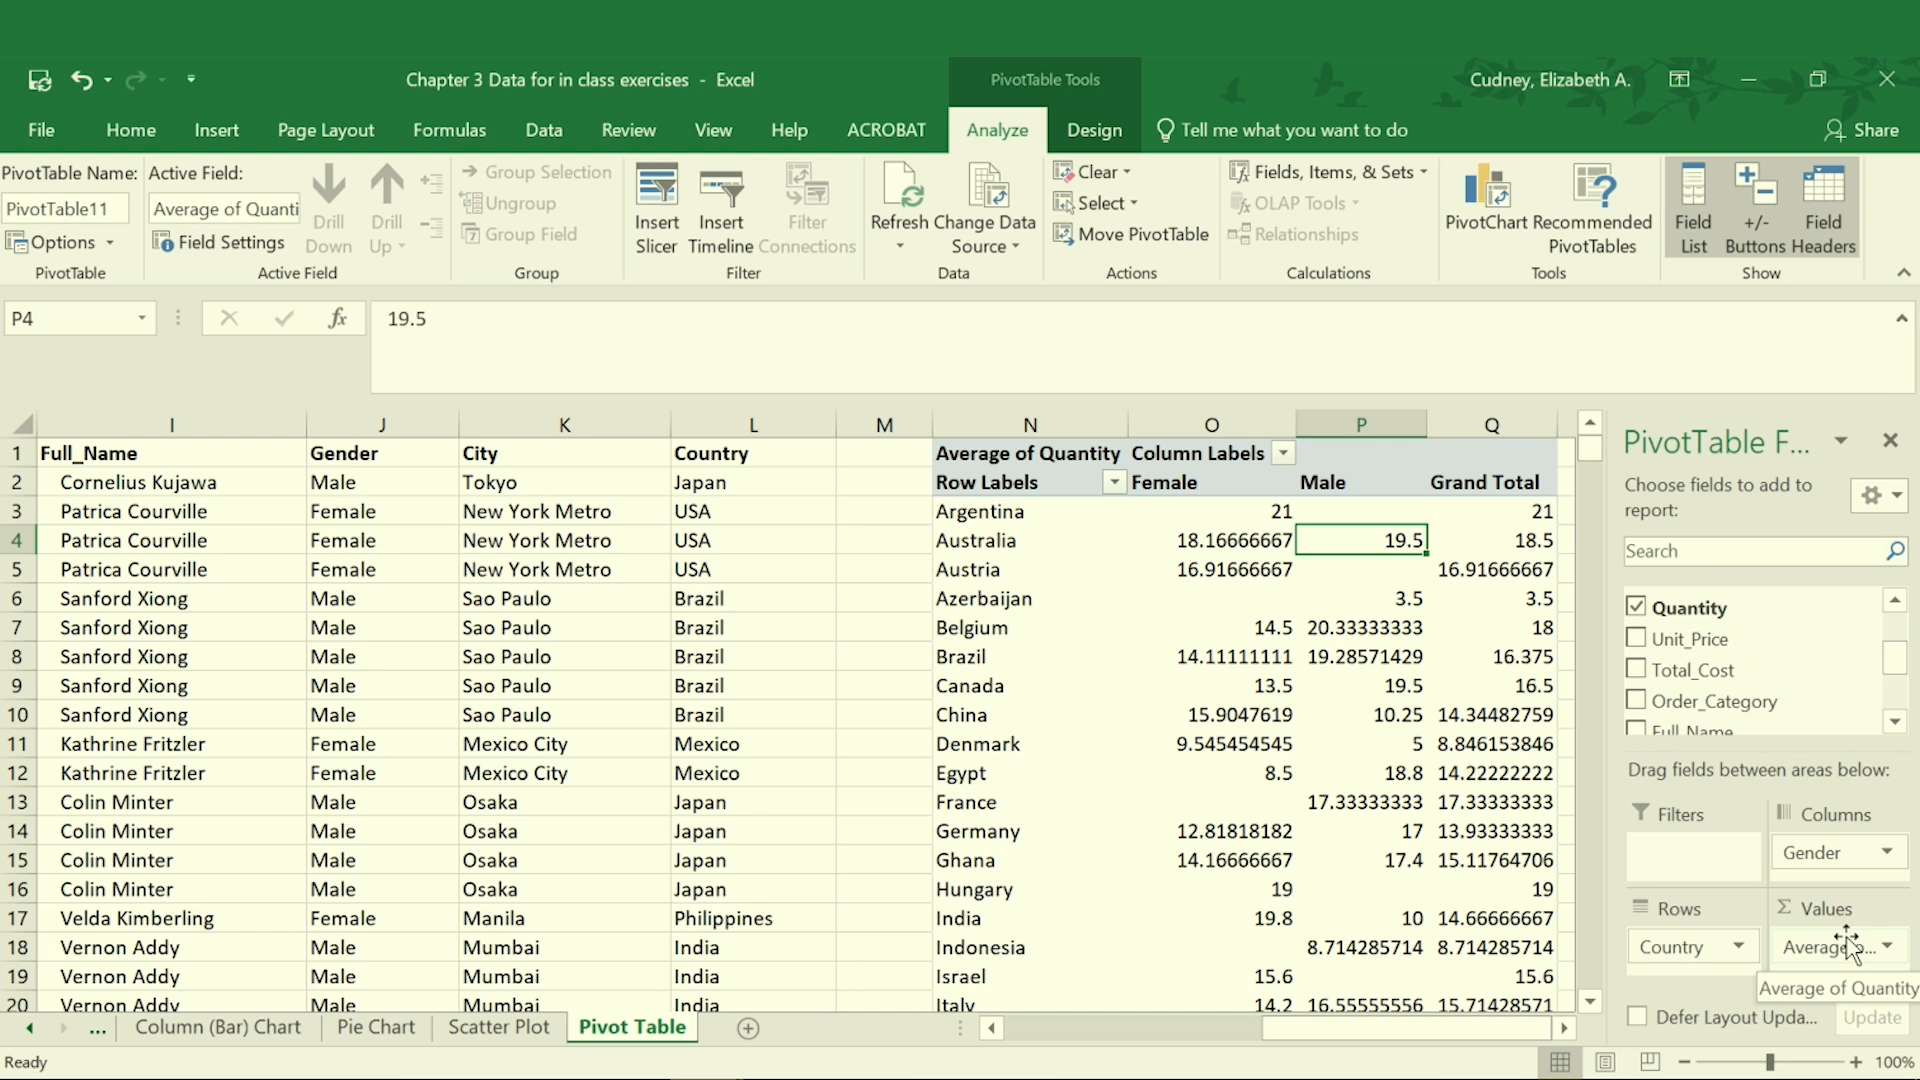 Chapter 3 Data for in class exercises - Excel
PivotTable Tools
Cudney, Elizabeth A.
File Home Insert Page Layout Formulas Data Review View Help ACROBAT Analyze Design Tell me what you want to do Share
PivotTable Name:
PivotTable11
Options
PivotTable
Active Field:
Average of Quanti
Field Settings
Drill Down
Drill Up
Active Field
Group Selection
Ungroup
Group Field
Group
Insert Slicer
Insert Timeline
Filter Connections
Filter
Refresh
Change Data Source
Data
Clear
Select
Move PivotTable
Actions
Fields, Items, & Sets
OLAP Tools
Relationships
Calculations
PivotChart
Recommended PivotTables
Tools
Field List
+/- Buttons
Field Headers
Show
P4
fx
19.5
I J K L M N O P Q
1 Full_Name Gender City Country Average of Quantity Column Labels
2 Cornelius Kujawa Male Tokyo Japan Row Labels Female Male Grand Total
3 Patrica Courville Female New York Metro USA Argentina 21 21
4 Patrica Courville Female New York Metro USA Australia 18.16666667 19.5 18.5
5 Patrica Courville Female New York Metro USA Austria 16.91666667 16.91666667
6 Sanford Xiong Male Sao Paulo Brazil Azerbaijan 3.5 3.5
7 Sanford Xiong Male Sao Paulo Brazil Belgium 14.5 20.33333333 18
8 Sanford Xiong Male Sao Paulo Brazil Brazil 14.11111111 19.28571429 16.375
9 Sanford Xiong Male Sao Paulo Brazil Canada 13.5 19.5 16.5
10 Sanford Xiong Male Sao Paulo Brazil China 15.9047619 10.25 14.34482759
11 Kathrine Fritzler Female Mexico City Mexico Denmark 9.545454545 5 8.846153846
12 Kathrine Fritzler Female Mexico City Mexico Egypt 8.5 18.8 14.22222222
13 Colin Minter Male Osaka Japan France 17.33333333 17.33333333
14 Colin Minter Male Osaka Japan Germany 12.81818182 17 13.93333333
15 Colin Minter Male Osaka Japan Ghana 14.16666667 17.4 15.11764706
16 Colin Minter Male Osaka Japan Hungary 19 19
17 Velda Kimberling Female Manila Philippines India 19.8 10 14.66666667
18 Vernon Addy Male Mumbai India Indonesia 8.714285714 8.714285714
19 Vernon Addy Male Mumbai India Israel 15.6 15.6
20 Vernon Addy Male Mumbai India Italy 14.2 16.55555556 15.71428571
PivotTable F...
Choose fields to add to
report:
Search
Quantity
Unit_Price
Total_Cost
Order_Category
Full_Name
Drag fields between areas below:
Filters
Columns
Gender
Rows
Values
Country
Average o...
Average of Quantity
Defer Layout Upda...
Update
... Column (Bar) Chart Pie Chart Scatter Plot Pivot Table
Ready
100%